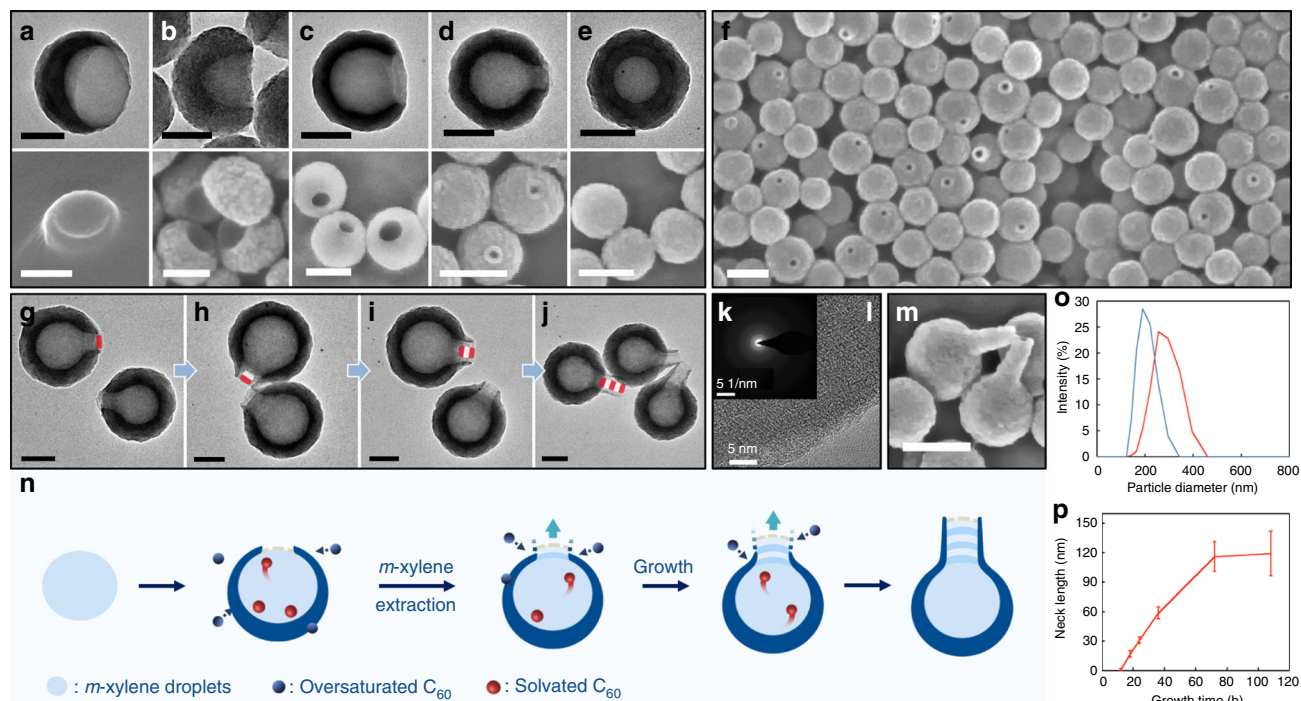 a b c d e f
g h i j k l m
5 1/nm
5 nm
o
Intensity (%)
30
25
20
15
10
5
0
0 200 400 600 800
Particle diameter (nm)
n
m-xylene
extraction
Growth
: m-xylene droplets : Oversaturated C60 : Solvated C60
p
Neck length (nm)
150
120
90
60
30
0
0 20 40 60 80 100 120
Growth time (h)